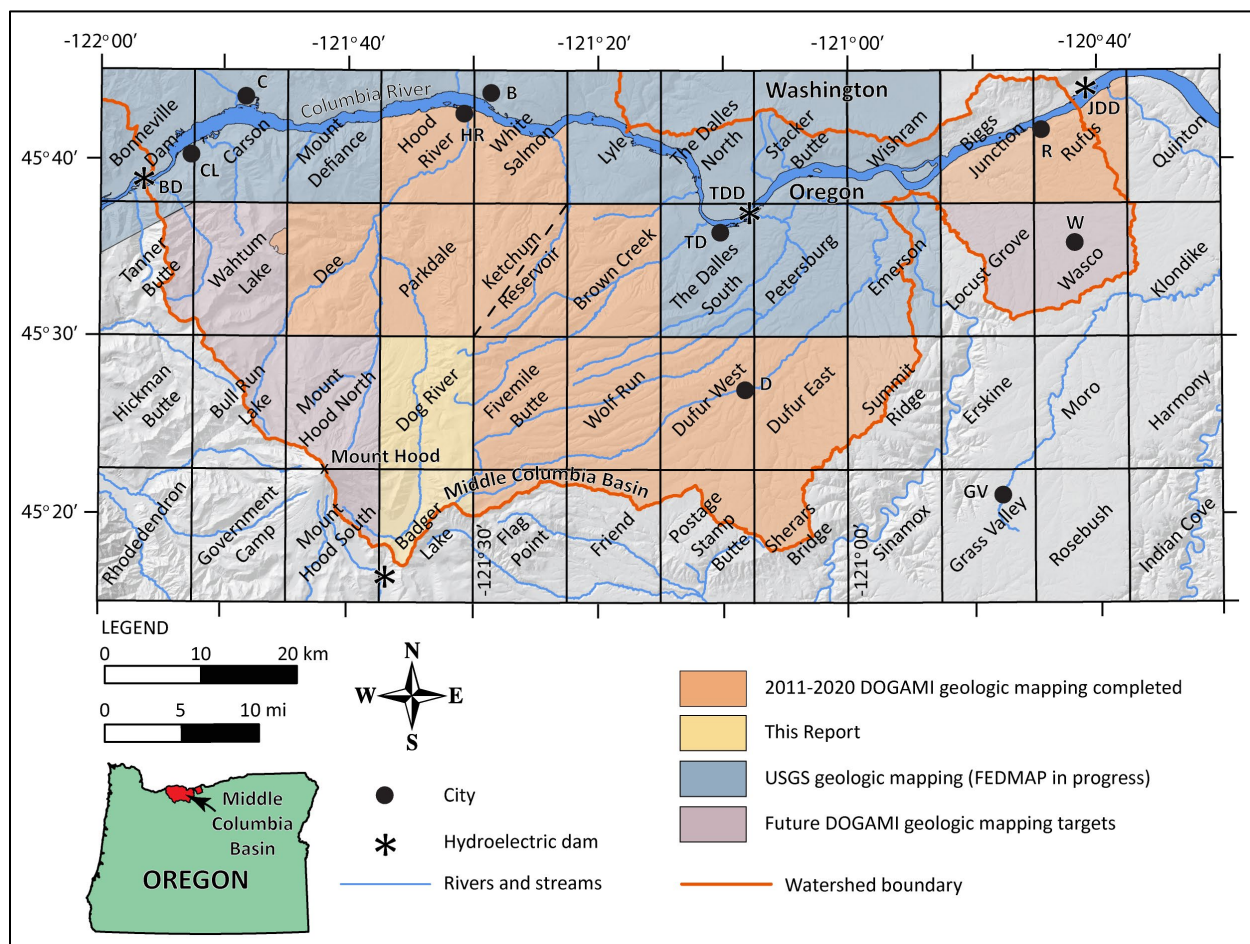 -122°00'
-121°40'
-121°20'
-121°00'
-120°40'
45°40'
45°30'
45°20'
-121°30'
-121°00'
Columbia River
Washington
Oregon
C
B
HR
CL
BD
TDD
TD
JDD
R
W
D
GV
Bonneville
Dam
Carson
Mount
Defiance
Hood
River
White
Salmon
Lyle
The Dalles
North
Stacker
Butte
Wishram
Biggs
Junction
Rufus
Quinton
Tanner
Butte
Wahtum
Lake
Dee
Parkdale
Ketchum
Reservoir
Brown Creek
The Dalles
South
Petersburg
Emerson
Locust Grove
Wasco
Klondike
Hickman
Butte
Bull Run
Lake
Mount
Hood North
Dog River
Fivemile
Butte
Wolf Run
Dufur West
Dufur East
Summit
Ridge
Erskine
Moro
Harmony
Mount Hood
Middle Columbia Basin
Rhodedendron
Government
Camp
Mount
Hood South
Badger
Lake
Flag
Point
Friend
Postage
Stamp
Butte
Sherars
Bridge
Sinamox
Grass Valley
Rosebush
Indian Cove
LEGEND
0 10 20 km
0 5 10 mi
N
W E
S
City
Hydroelectric dam
Rivers and streams
2011-2020 DOGAMI geologic mapping completed
This Report
USGS geologic mapping (FEDMAP in progress)
Future DOGAMI geologic mapping targets
Watershed boundary
Middle
Columbia
Basin
OREGON